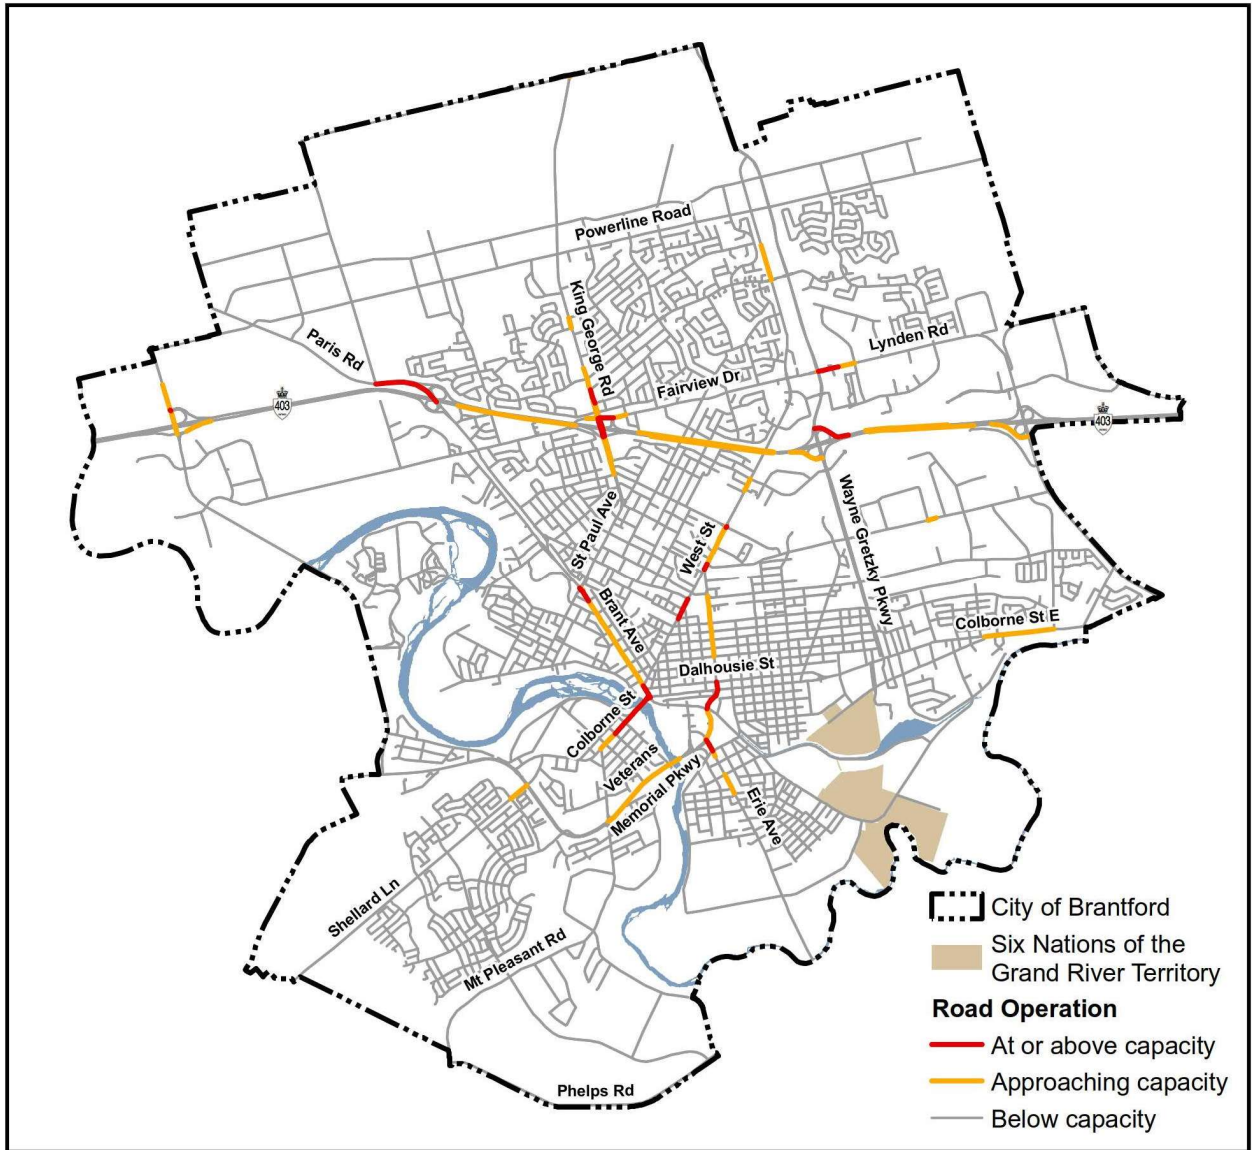 Powerline Road
King George Rd
Paris Rd
Lynden Rd
Fairview Dr
403
403
Wayne Gretzky Pkwy
St Paul Ave
West St
Brant Ave
Colborne St E
Dalhousie St
Colborne St
Veterans
Memorial Pkwy
Erie Ave
Shellard Ln
Mt Pleasant Rd
Phelps Rd
City of Brantford
Six Nations of the
Grand River Territory
Road Operation
At or above capacity
Approaching capacity
Below capacity